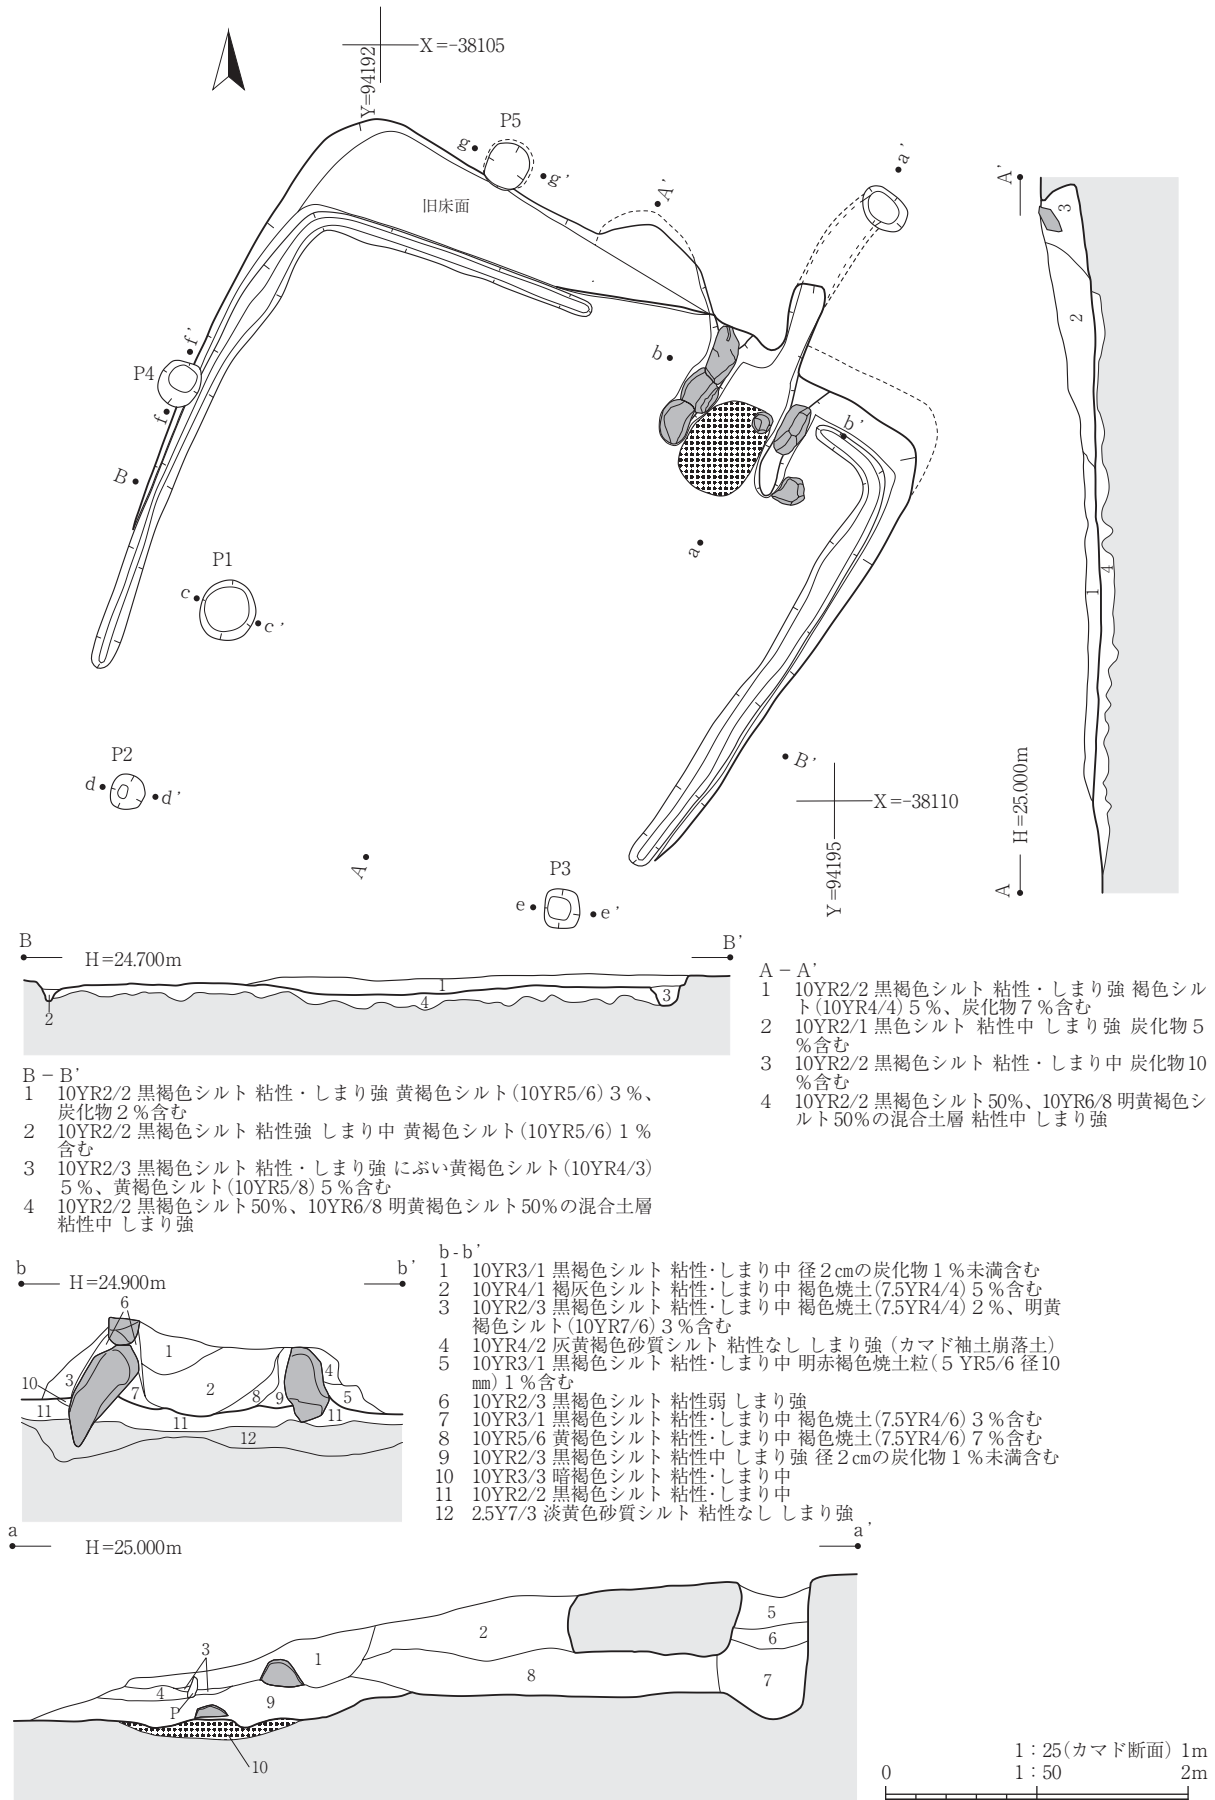 X=-38105
Y=94192
P5
g
g'
A'
a'
A'
旧床面
3
2
f'
P4
f
b
b'
B
a
P1
c
c'
4
1
P2
d
d'
B'
X=-38110
Y=94195
H=25.000m
A
A
P3
e
e'
B
B'
H=24.700m
1
4
3
2
A－A'
1 10YR2/2 黒褐色シルト 粘性・しまり強 褐色シル
ト(10YR4/4)５%、炭化物７%含む
2 10YR2/1 黒色シルト 粘性中 しまり強 炭化物５
%含む
3 10YR2/2 黒褐色シルト 粘性・しまり中 炭化物10
%含む
4 10YR2/2 黒褐色シルト50%、10YR6/8 明黄褐色シ
ルト50%の混合土層 粘性中 しまり強
B－B'
1 10YR2/2 黒褐色シルト 粘性・しまり強 黄褐色シルト(10YR5/6)３%、
炭化物２%含む
2 10YR2/2 黒褐色シルト 粘性強 しまり中 黄褐色シルト(10YR5/6)１%
含む
3 10YR2/3 黒褐色シルト 粘性・しまり強 にぶい黄褐色シルト(10YR4/3)
５%、黄褐色シルト(10YR5/8)５%含む
4 10YR2/2 黒褐色シルト50%、10YR6/8 明黄褐色シルト50%の混合土層
粘性中 しまり強
b
b'
H=24.900m
6
1
3
4
10
7
2
8
9
5
11
11
11
12
b-b'
1 10YR3/1 黒褐色シルト 粘性・しまり中 径２㎝の炭化物１%未満含む
2 10YR4/1 褐灰色シルト 粘性・しまり中 褐色焼土(7.5YR4/4)５%含む
3 10YR2/3 黒褐色シルト 粘性・しまり中 褐色焼土(7.5YR4/4)２%、明黄
褐色シルト(10YR7/6)３%含む
4 10YR4/2 灰黄褐色砂質シルト 粘性なし しまり強 (カマド袖土崩落土)
5 10YR3/1 黒褐色シルト 粘性・しまり中 明赤褐色焼土粒(５YR5/6 径10
㎜)１%含む
6 10YR2/3 黒褐色シルト 粘性弱 しまり強
7 10YR3/1 黒褐色シルト 粘性・しまり中 褐色焼土(7.5YR4/6)３%含む
8 10YR5/6 黄褐色シルト 粘性・しまり中 褐色焼土(7.5YR4/6)７%含む
9 10YR2/3 黒褐色シルト 粘性中 しまり強 径２㎝の炭化物１%未満含む
10 10YR3/3 暗褐色シルト 粘性・しまり中
11 10YR2/2 黒褐色シルト 粘性・しまり中
12 2.5Y7/3 淡黄色砂質シルト 粘性なし しまり強
a
a'
H=25.000m
5
2
6
3
1
8
7
4
9
P
10
1：25(カマド断面) 1m
0 1：50 2m